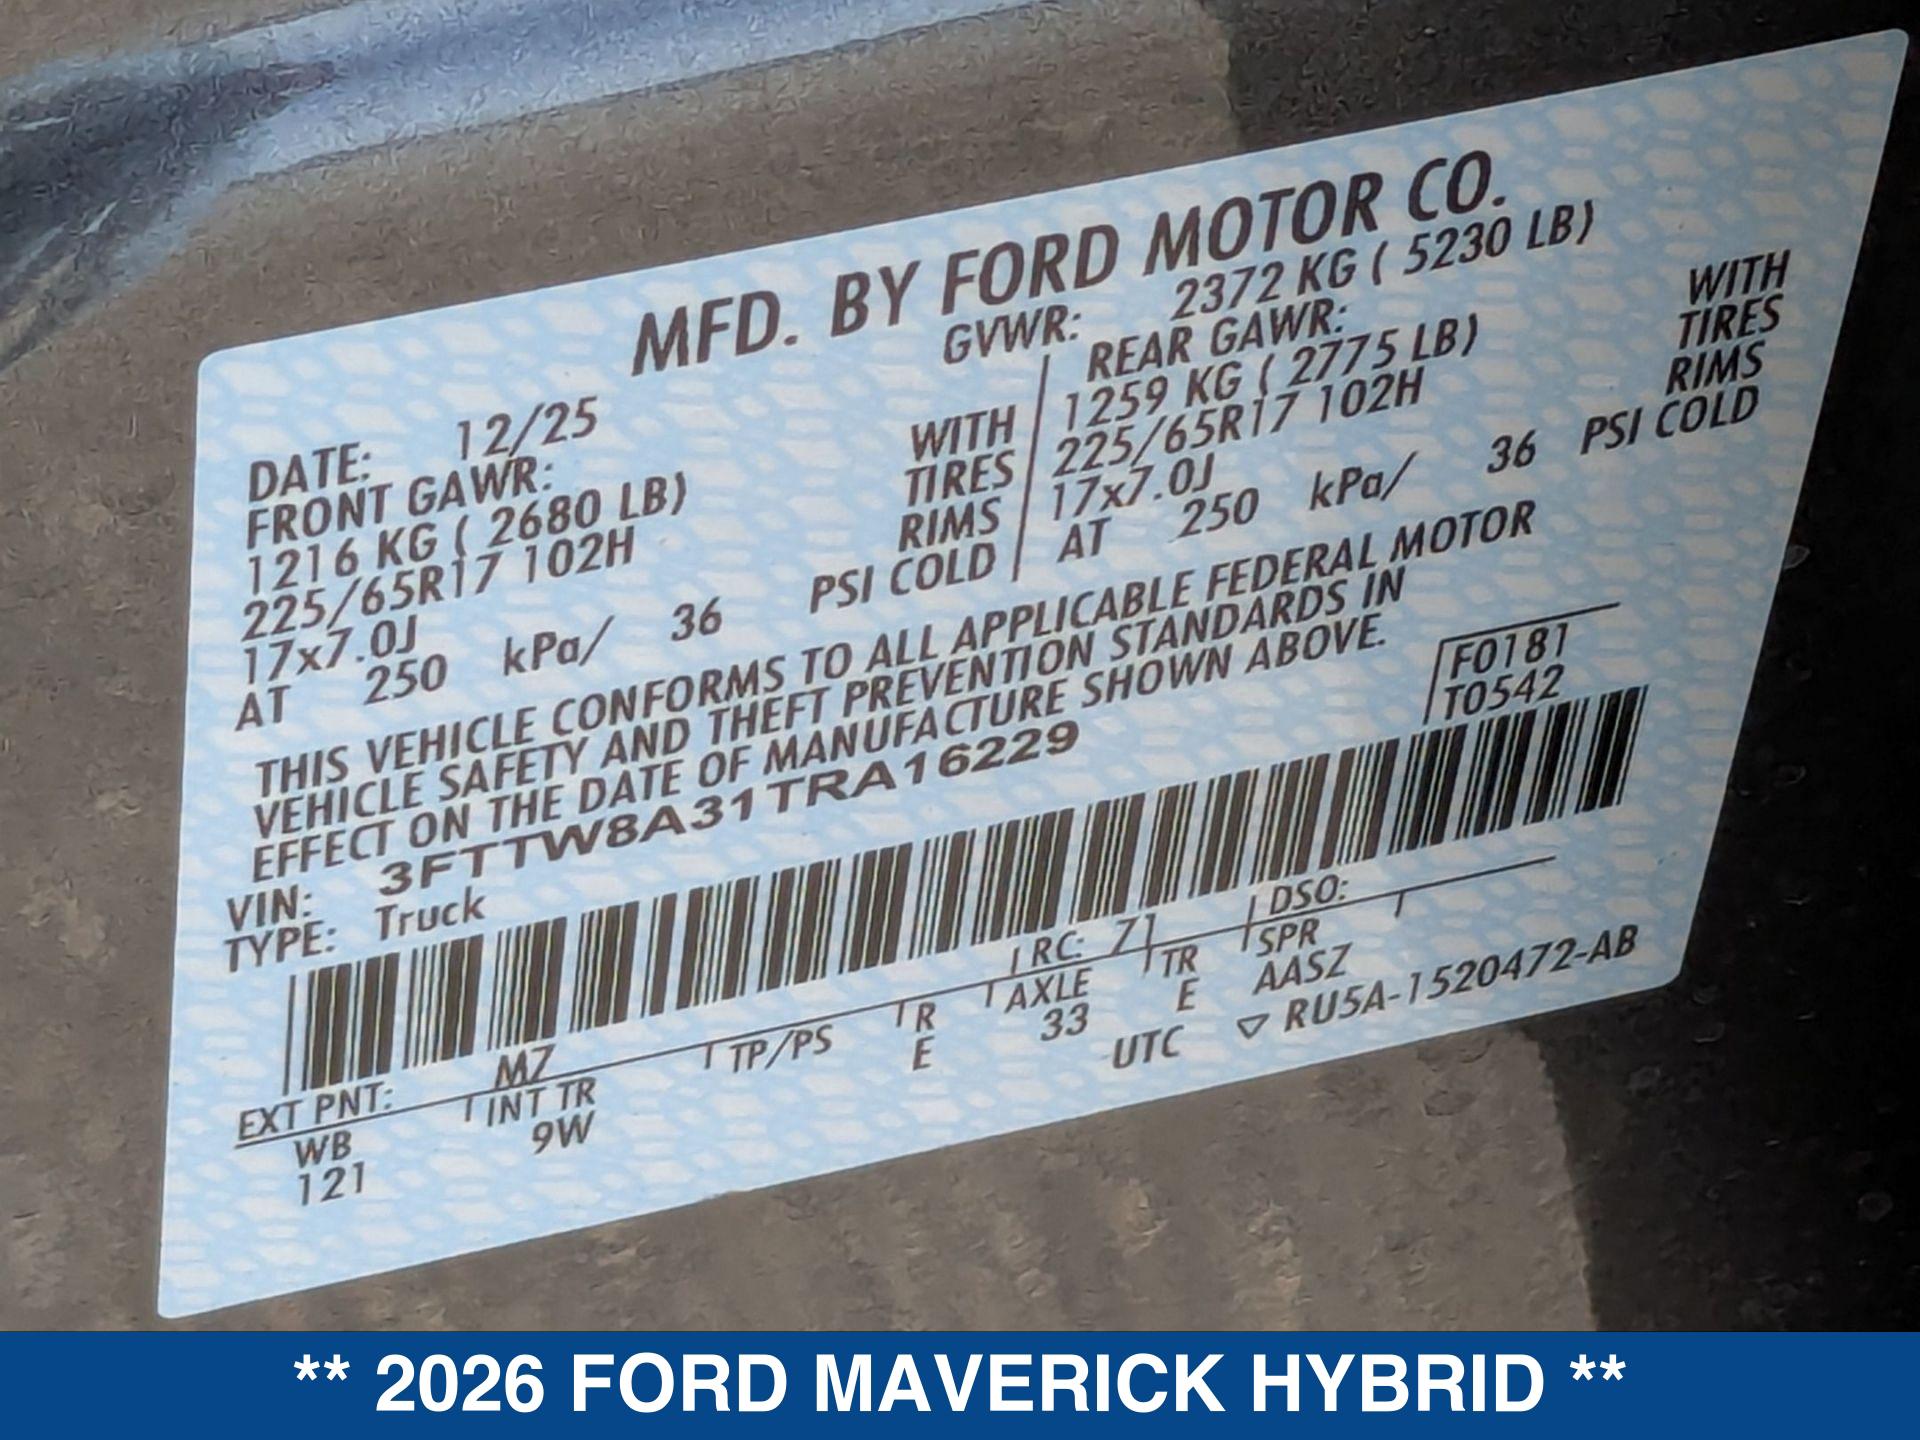 MFD. BY FORD MOTOR CO.
GVWR: 2372 KG ( 5230 LB)
DATE: 12/25
FRONT GAWR:
1216 KG ( 2680 LB) WITH
225/65R17 102H TIRES
17x7.0J RIMS
AT 250 kPa/ 36 PSI COLD
REAR GAWR:
1259 KG ( 2775 LB) WITH
225/65R17 102H TIRES
17x7.0J RIMS
AT 250 kPa/ 36 PSI COLD
THIS VEHICLE CONFORMS TO ALL APPLICABLE FEDERAL MOTOR
VEHICLE SAFETY AND THEFT PREVENTION STANDARDS IN
EFFECT ON THE DATE OF MANUFACTURE SHOWN ABOVE.
F0181
T0542
VIN: 3FTTW8A31TRA16229
TYPE: Truck
EXT PNT: MZ RC: 71 DSO:
WB INT TR TP/PS R AXLE TR SPR
121 9W E 33 E AASZ
UTC ▽ RU5A-1520472-AB
** 2026 FORD MAVERICK HYBRID **